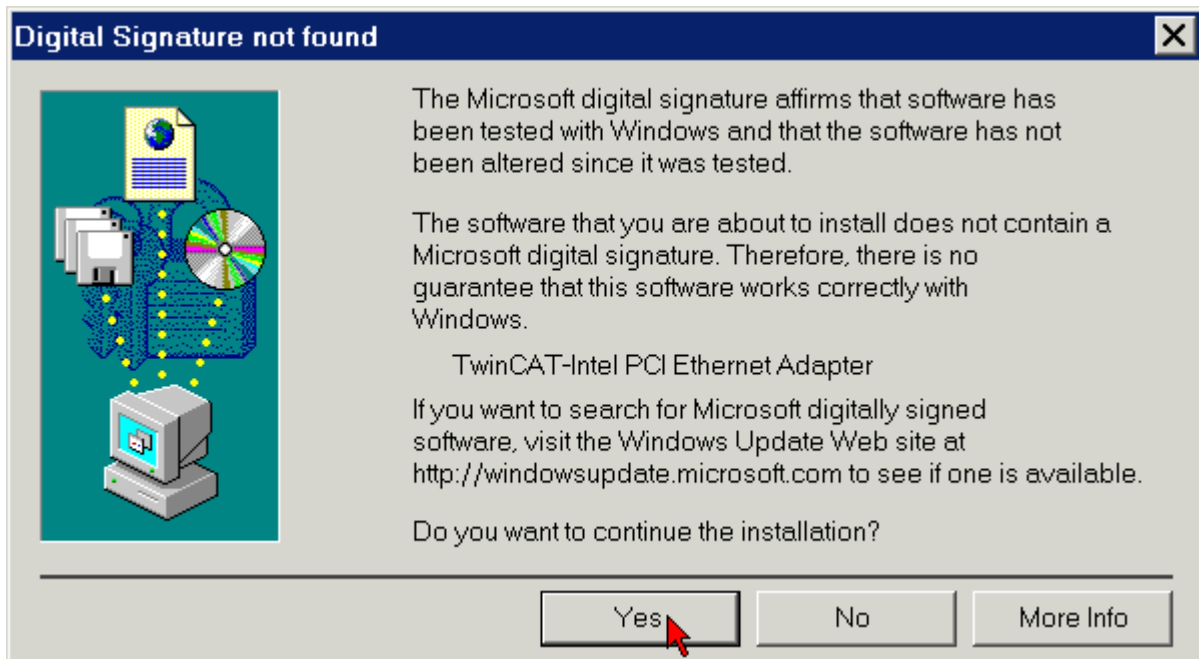 Digital Signature not found
The Microsoft digital signature affirms that software has
been tested with Windows and that the software has not
been altered since it was tested.
The software that you are about to install does not contain a
Microsoft digital signature. Therefore, there is no
guarantee that this software works correctly with
Windows.
TwinCAT-Intel PCI Ethernet Adapter
If you want to search for Microsoft digitally signed
software, visit the Windows Update Web site at
http://windowsupdate.microsoft.com to see if one is available.
Do you want to continue the installation?
Yes
No
More Info